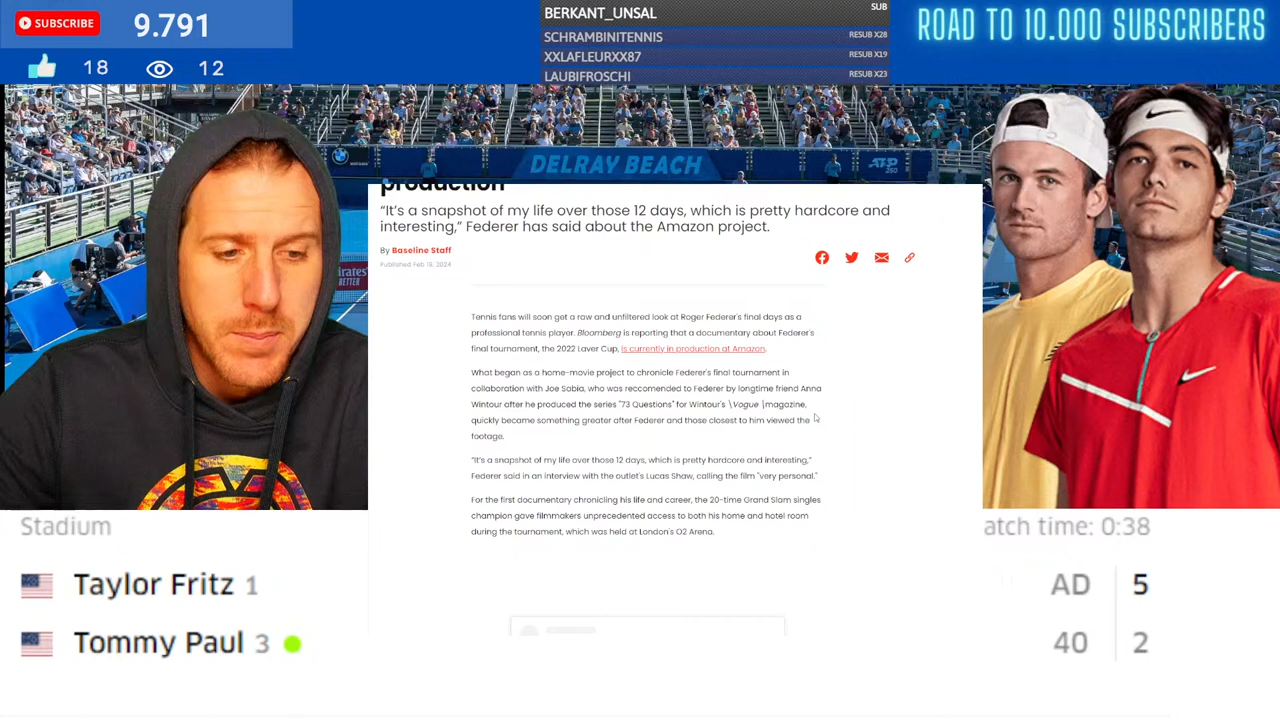 SUBSCRIBE
9.791
18
12
BERKANT_UNSAL SUB
SCHRAMBINITENNIS RESUB X28
XXLAFLEURXX87 RESUB X19
LAUBIFROSCHI RESUB X23
ROAD TO 10.000 SUBSCRIBERS
DELRAY BEACH
ATP
250
BMW
production
“It’s a snapshot of my life over those 12 days, which is pretty hardcore and
interesting,” Federer has said about the Amazon project.
By Baseline Staff
Published Feb 15, 2024
Tennis fans will soon get a raw and unfiltered look at Roger Federer's final days as a
professional tennis player. Bloomberg is reporting that a documentary about Federer's
final tournament, the 2022 Laver Cup, is currently in production at Amazon.
What began as a home-movie project to chronicle Federer's final tournament in
collaboration with Joe Sabia, who was reccomended to Federer by longtime friend Anna
Wintour after he produced the series "73 Questions" for Wintour's \Vogue \magazine,
quickly became something greater after Federer and those closest to him viewed the
footage.
“It's a snapshot of my life over those 12 days, which is pretty hardcore and interesting,”
Federer said in an interview with the outlet's Lucas Shaw, calling the film "very personal."
For the first documentary chronicling his life and career, the 20-time Grand Slam singles
champion gave filmmakers unprecedented access to both his home and hotel room
during the tournament, which was held at London's O2 Arena.
Stadium
atch time: 0:38
Taylor Fritz 1 AD 5
Tommy Paul 3 40 2